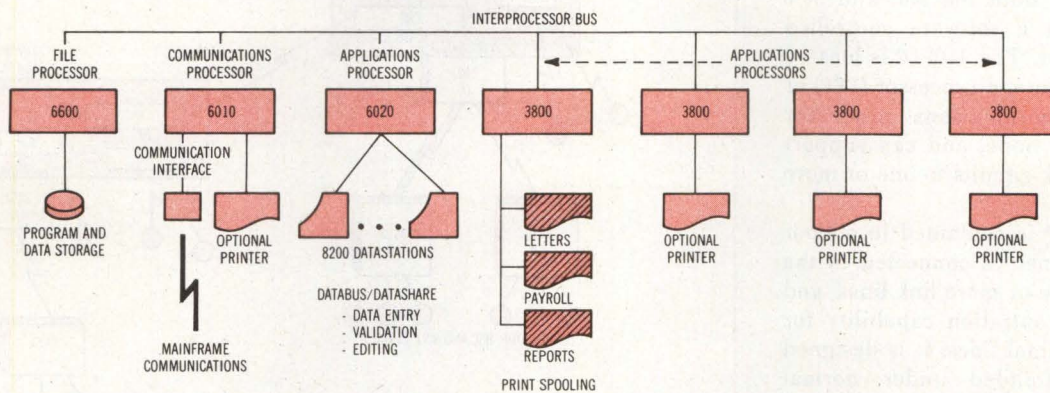 INTERPROCESSOR BUS
FILE
PROCESSOR
COMMUNICATIONS
PROCESSOR
APPLICATIONS
PROCESSOR
APPLICATIONS
PROCESSORS
6600
6010
6020
3800
3800
3800
3800
COMMUNICATION
INTERFACE
PROGRAM AND
DATA STORAGE
OPTIONAL
PRINTER
MAINFRAME
COMMUNICATIONS
8200 DATASTATIONS
DATABUS/DATASHARE
- DATA ENTRY
- VALIDATION
- EDITING
LETTERS
PAYROLL
REPORTS
PRINT SPOOLING
OPTIONAL
PRINTER
OPTIONAL
PRINTER
OPTIONAL
PRINTER